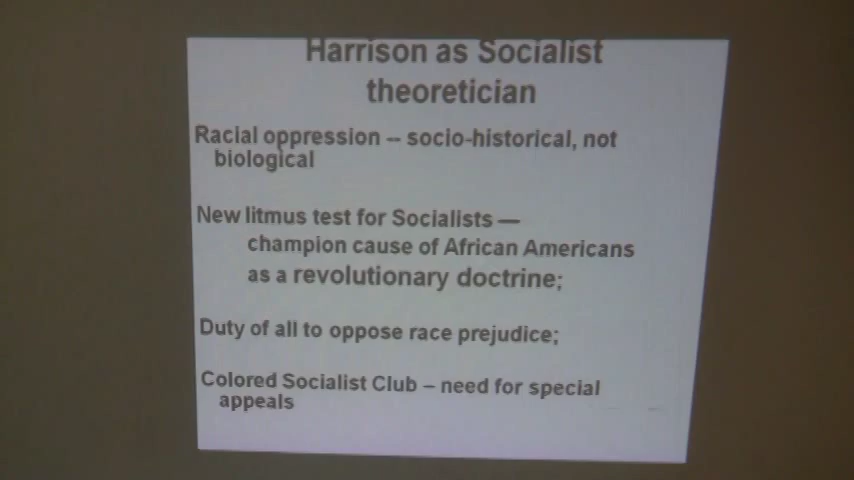 Harrison as Socialist
theoretician
Racial oppression – socio-historical, not
biological
New litmus test for Socialists —
champion cause of African Americans
as a revolutionary doctrine;
Duty of all to oppose race prejudice;
Colored Socialist Club – need for special
appeals